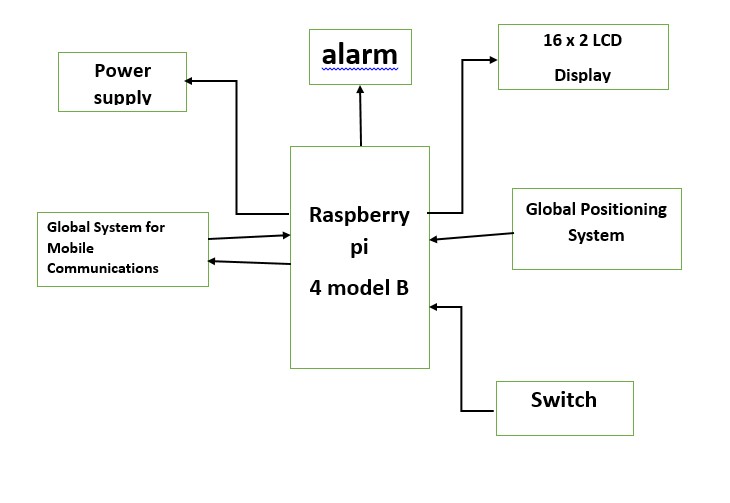 alarm
16 x 2 LCD
Display
Power
supply
Global System for
Mobile
Communications
Raspberry
pi
4 model B
Global Positioning
System
Switch